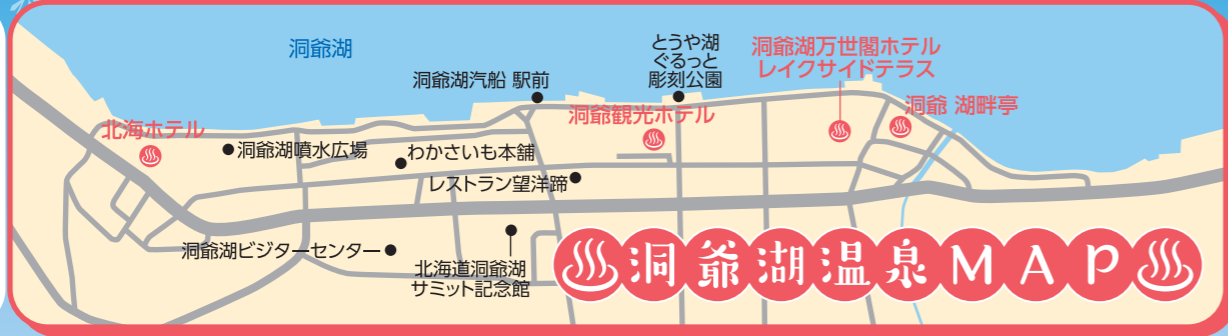 洞爺湖
とうや湖
ぐるっと
彫刻公園
洞爺湖万世閣ホテル
レイクサイドテラス
洞爺湖汽船 駅前
洞爺 湖畔亭
洞爺観光ホテル
北海ホテル
洞爺湖噴水広場
わかさいも本舗
レストラン望洋蹄
洞爺湖ビジターセンター
北海道洞爺湖
サミット記念館
洞爺湖温泉MAP